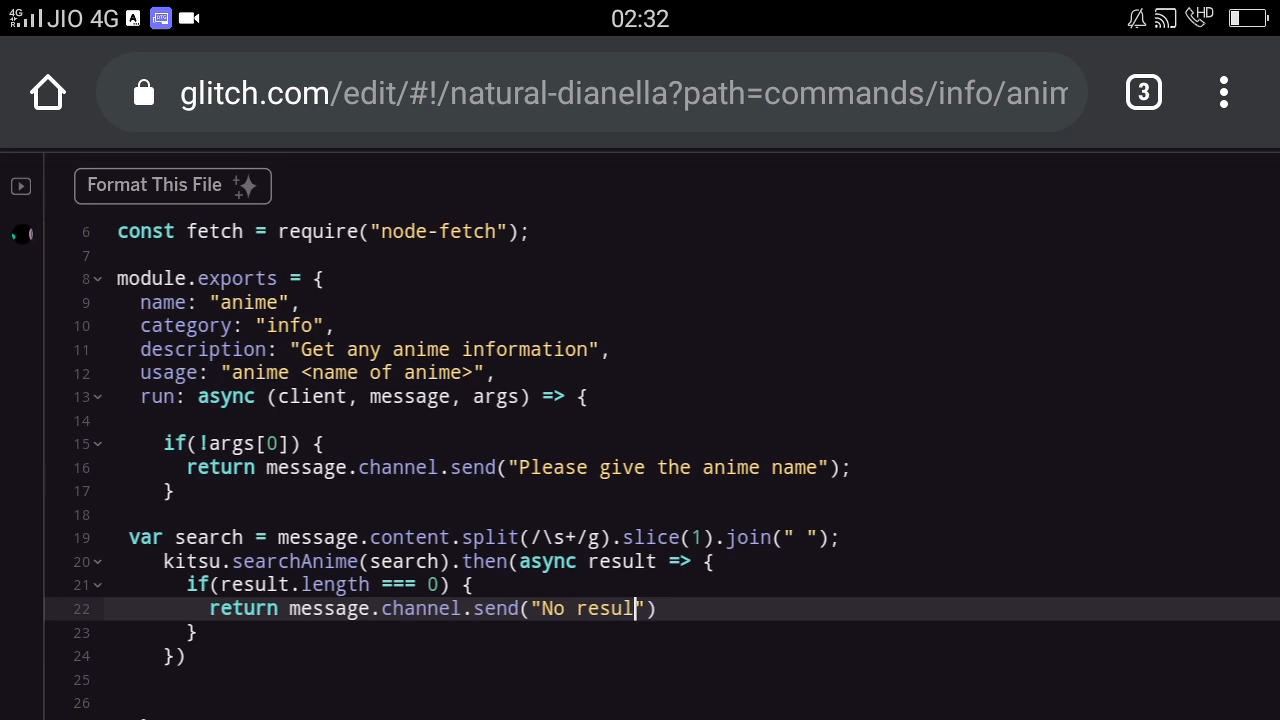 4G JIO 4G A 02:32 HD
glitch.com/edit/#!/natural-dianella?path=commands/info/anim 3
Format This File
6 const fetch = require("node-fetch");
7
8 module.exports = {
9 name: "anime",
10 category: "info",
11 description: "Get any anime information",
12 usage: "anime <name of anime>",
13 run: async (client, message, args) => {
14
15 if(!args[0]) {
16 return message.channel.send("Please give the anime name");
17 }
18
19 var search = message.content.split(/\s+/g).slice(1).join(" ");
20 kitsu.searchAnime(search).then(async result => {
21 if(result.length === 0) {
22 return message.channel.send("No resul")
23 }
24 })
25
26